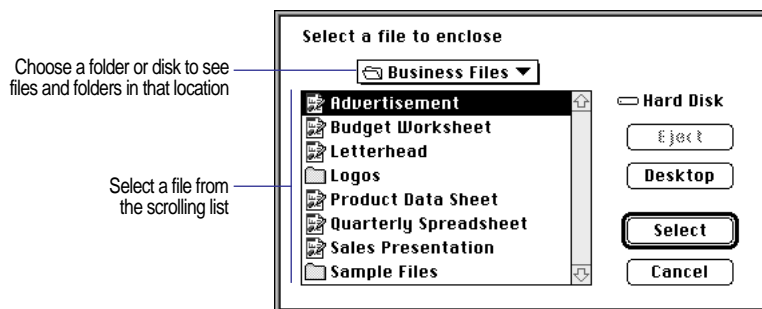 Select a file to enclose
Choose a folder or disk to see
files and folders in that location
Business Files
Advertisement
Budget Worksheet
Letterhead
Logos
Product Data Sheet
Quarterly Spreadsheet
Sales Presentation
Sample Files
Select a file from
the scrolling list
Hard Disk
Eject
Desktop
Select
Cancel